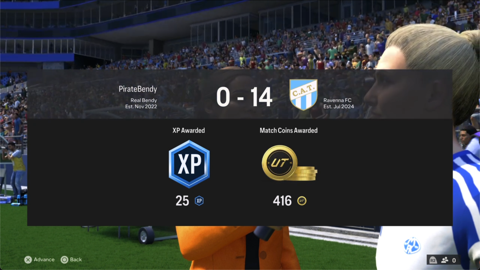 PirateBendy
Real Bendy
Est. Nov 2022
0 - 14
C.A.T.
Ravenna FC
Est. Jul 2024
XP Awarded
Match Coins Awarded
XP
UT
25 XP
416
Advance
Back
0